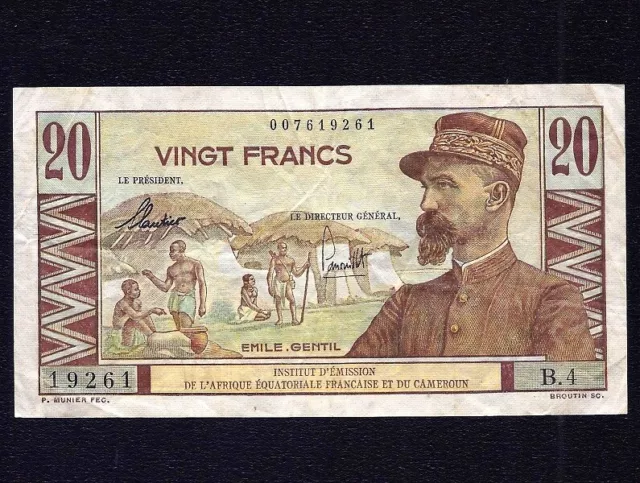 007619261
20 VINGT FRANCS 20
LE PRÉSIDENT,
LE DIRECTEUR GÉNÉRAL,
EMILE.GENTIL
19261
INSTITUT D'ÉMISSION
DE L'AFRIQUE ÉQUATORIALE FRANÇAISE ET DU CAMEROUN
B.4
P. MUNIER FEC.
BROUTIN SC.